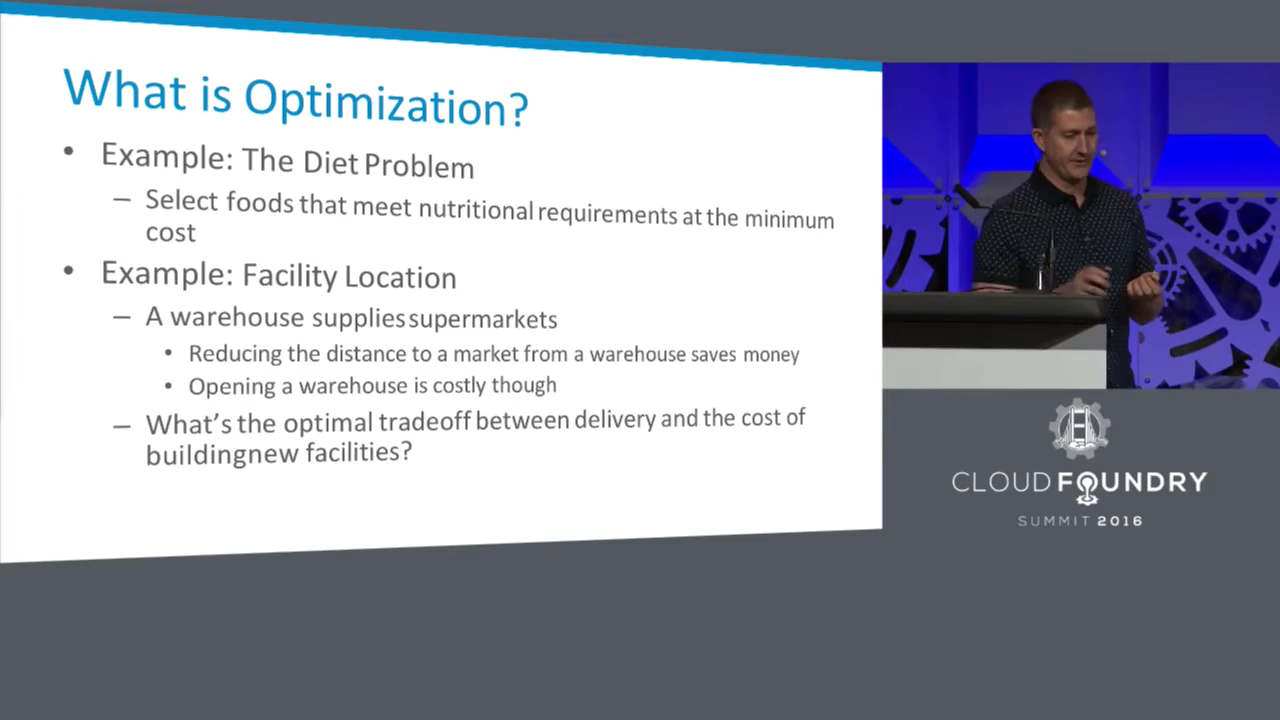 What is Optimization?
• Example: The Diet Problem
– Select foods that meet nutritional requirements at the minimum
cost
• Example: Facility Location
– A warehouse supplies supermarkets
• Reducing the distance to a market from a warehouse saves money
• Opening a warehouse is costly though
– What's the optimal tradeoff between delivery and the cost of
buildingnew facilities?
CLOUD FOUNDRY
SUMMIT 2016